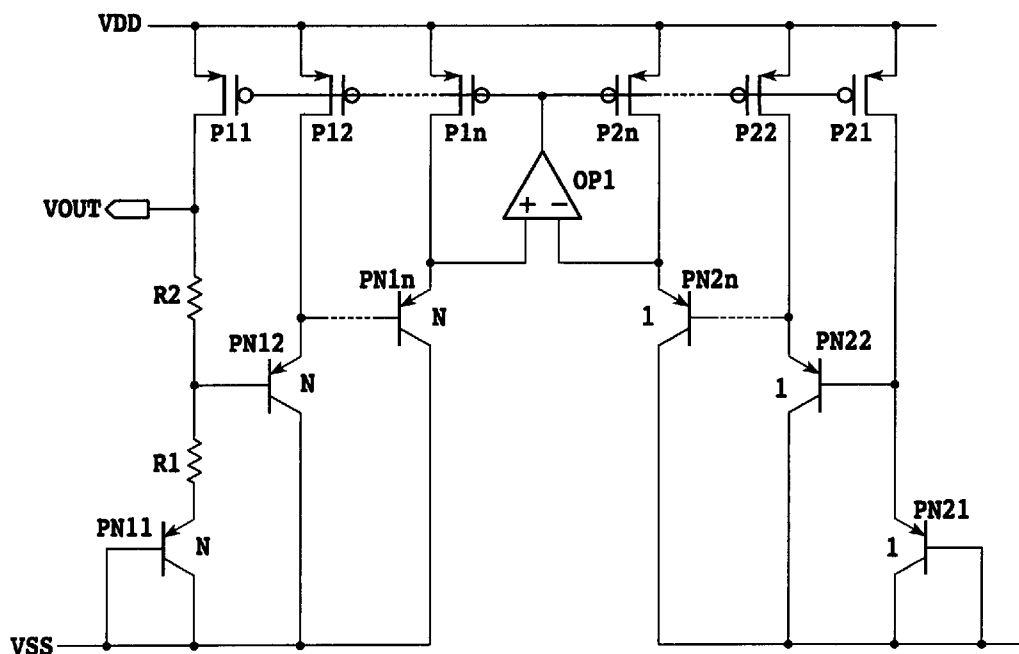 VDD
P11
P12
P1n
P2n
P22
P21
OP1
+ −
VOUT
R2
PN1n
N
PN2n
1
PN12
N
PN22
1
R1
PN11
N
PN21
1
VSS